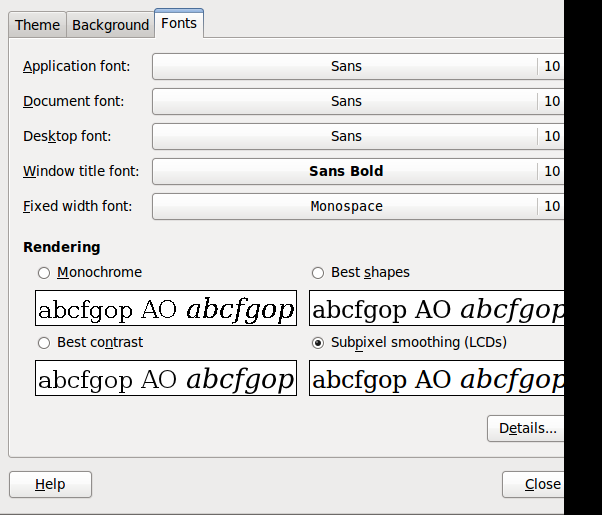 Theme Background Fonts
Application font: Sans 10
Document font: Sans 10
Desktop font: Sans 10
Window title font: Sans Bold 10
Fixed width font: Monospace 10
Rendering
Monochrome Best shapes
abcfgop AO abcfgop abcfgop AO abcfgop
Best contrast Subpixel smoothing (LCDs)
abcfgop AO abcfgop abcfgop AO abcfgop
Details...
Help Close